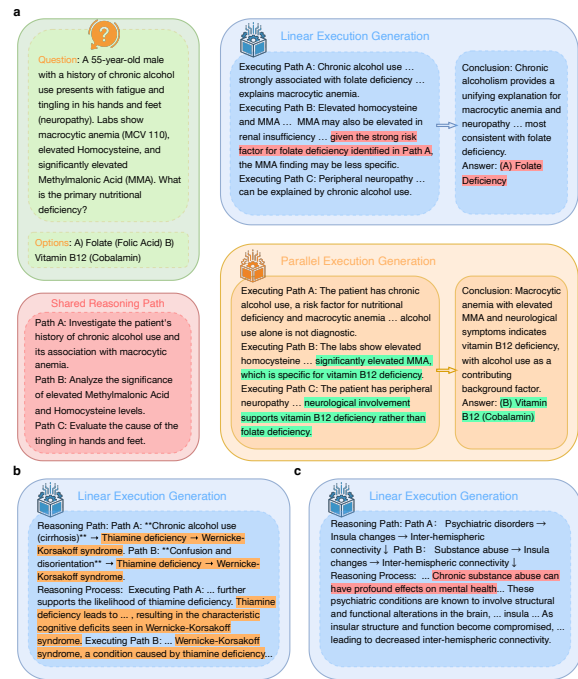 a
Question: A 55-year-old male
with a history of chronic alcohol
use presents with fatigue and
tingling in his hands and feet
(neuropathy). Labs show
macrocytic anemia (MCV 110),
elevated Homocysteine, and
significantly elevated
Methylmalonic Acid (MMA). What
is the primary nutritional
deficiency?
Options: A) Folate (Folic Acid) B)
Vitamin B12 (Cobalamin)
Shared Reasoning Path
Path A: Investigate the patient's
history of chronic alcohol use and
its association with macrocytic
anemia.
Path B: Analyze the significance
of elevated Methylmalonic Acid
and Homocysteine levels.
Path C: Evaluate the cause of the
tingling in hands and feet.
Linear Execution Generation
Executing Path A: Chronic alcohol use ...
strongly associated with folate deficiency ...
explains macrocytic anemia.
Executing Path B: Elevated homocysteine
and MMA ... MMA may also be elevated in
renal insufficiency ... given the strong risk
factor for folate deficiency identified in Path A,
the MMA finding may be less specific.
Executing Path C: Peripheral neuropathy ...
can be explained by chronic alcohol use.
Conclusion: Chronic
alcoholism provides a
unifying explanation for
macrocytic anemia and
neuropathy ... most
consistent with folate
deficiency.
Answer: (A) Folate
Deficiency
Parallel Execution Generation
Executing Path A: The patient has chronic
alcohol use, a risk factor for nutritional
deficiency and macrocytic anemia ... alcohol
use alone is not diagnostic.
Executing Path B: The labs show elevated
homocysteine ... significantly elevated MMA,
which is specific for vitamin B12 deficiency.
Executing Path C: The patient has peripheral
neuropathy ... neurological involvement
supports vitamin B12 deficiency rather than
folate deficiency.
Conclusion: Macrocytic
anemia with elevated
MMA and neurological
symptoms indicates
vitamin B12 deficiency,
with alcohol use as a
contributing
background factor.
Answer: (B) Vitamin
B12 (Cobalamin)
b
Linear Execution Generation
Reasoning Path: Path A: **Chronic alcohol use
(cirrhosis)** → Thiamine deficiency → Wernicke-
Korsakoff syndrome. Path B: **Confusion and
disorientation** → Thiamine deficiency → Wernicke-
Korsakoff syndrome.
Reasoning Process: Executing Path A: ... further
supports the likelihood of thiamine deficiency. Thiamine
deficiency leads to ... , resulting in the characteristic
cognitive deficits seen in Wernicke-Korsakoff
syndrome. Executing Path B: ... Wernicke-Korsakoff
syndrome, a condition caused by thiamine deficiency...
c
Linear Execution Generation
Reasoning Path: Path A： Psychiatric disorders →
Insula changes → Inter-hemispheric
connectivity ↓ Path B： Substance abuse → Insula
changes → Inter-hemispheric connectivity ↓
Reasoning Process: ... Chronic substance abuse can
have profound effects on mental health... These
psychiatric conditions are known to involve structural
and functional alterations in the brain, ... insula ... As
insular structure and function become compromised, ...
leading to decreased inter-hemispheric connectivity.